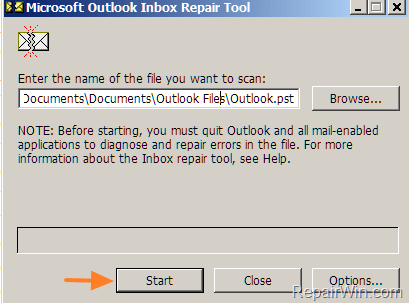 Microsoft Outlook Inbox Repair Tool
Enter the name of the file you want to scan:
Documents\Documents\Outlook Files\Outlook.pst
Browse...
NOTE: Before starting, you must quit Outlook and all mail-enabled
applications to diagnose and repair errors in the file. For more
information about the Inbox repair tool, see Help.
Start
Close
Options...
RepairWin.com